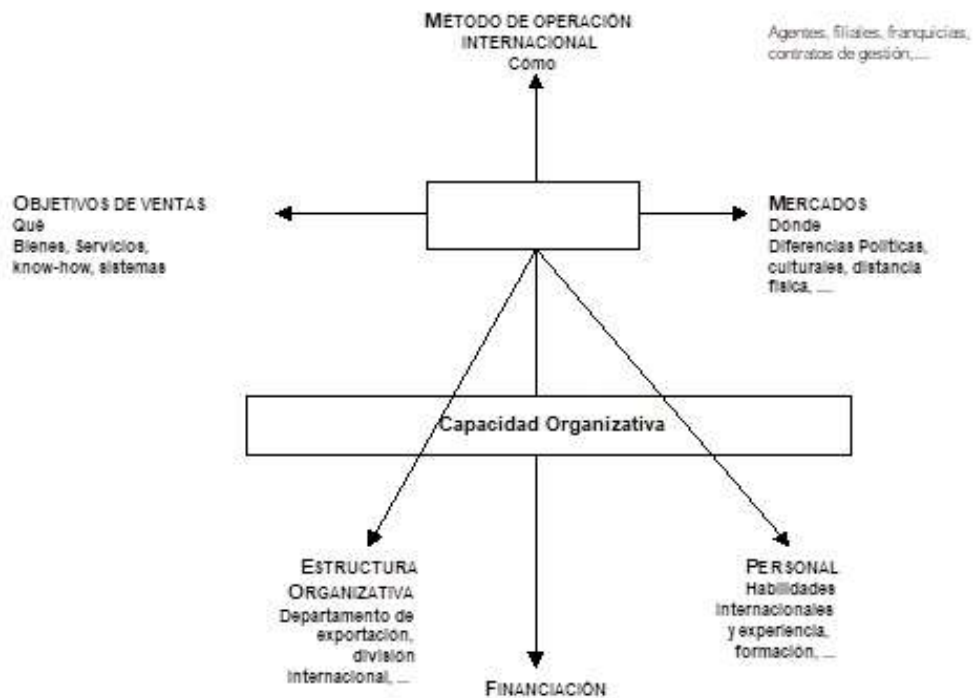 MÉTODO DE OPERACIÓN
INTERNACIONAL
Cómo
Agentes, filiales, franquicias,
contratos de gestión,....
OBJETIVOS DE VENTAS
Qué
Bienes, Servicios,
know-how, sistemas
MERCADOS
Dónde
Diferencias Políticas,
culturales, distancia
física, ....
Capacidad Organizativa
ESTRUCTURA
ORGANIZATIVA
Departamento de
exportación,
división
internacional, ...
PERSONAL
Habilidades
internacionales
y experiencia,
formación, ...
FINANCIACIÓN